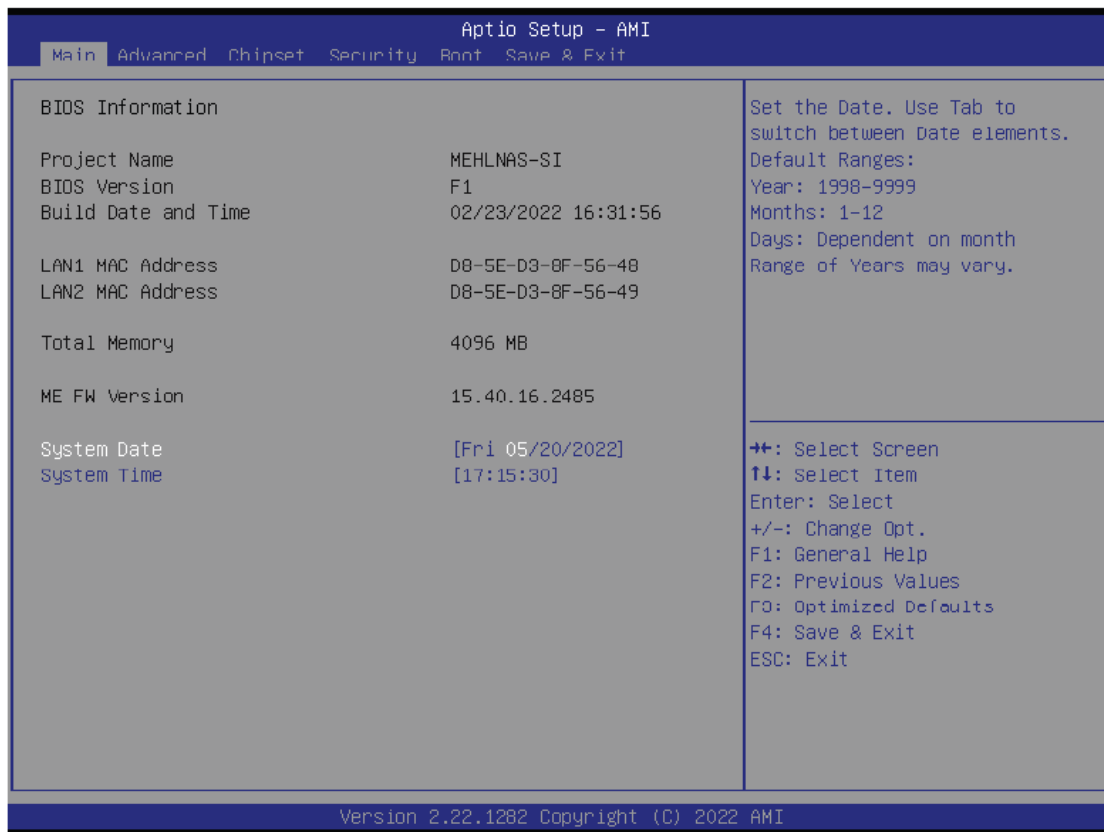 Aptio Setup - AMI
Main Advanced Chipset Security Boot Save & Exit
BIOS Information
Project Name MEHLNAS-SI
BIOS Version F1
Build Date and Time 02/23/2022 16:31:56
LAN1 MAC Address D8-5E-D3-8F-56-48
LAN2 MAC Address D8-5E-D3-8F-56-49
Total Memory 4096 MB
ME FW Version 15.40.16.2485
System Date [Fri 05/20/2022]
System Time [17:15:30]
Set the Date. Use Tab to
switch between Date elements.
Default Ranges:
Year: 1998-9999
Months: 1-12
Days: Dependent on month
Range of Years may vary.
→←: Select Screen
↑↓: Select Item
Enter: Select
+/-: Change Opt.
F1: General Help
F2: Previous Values
F3: Optimized Defaults
F4: Save & Exit
ESC: Exit
Version 2.22.1282 Copyright (C) 2022 AMI